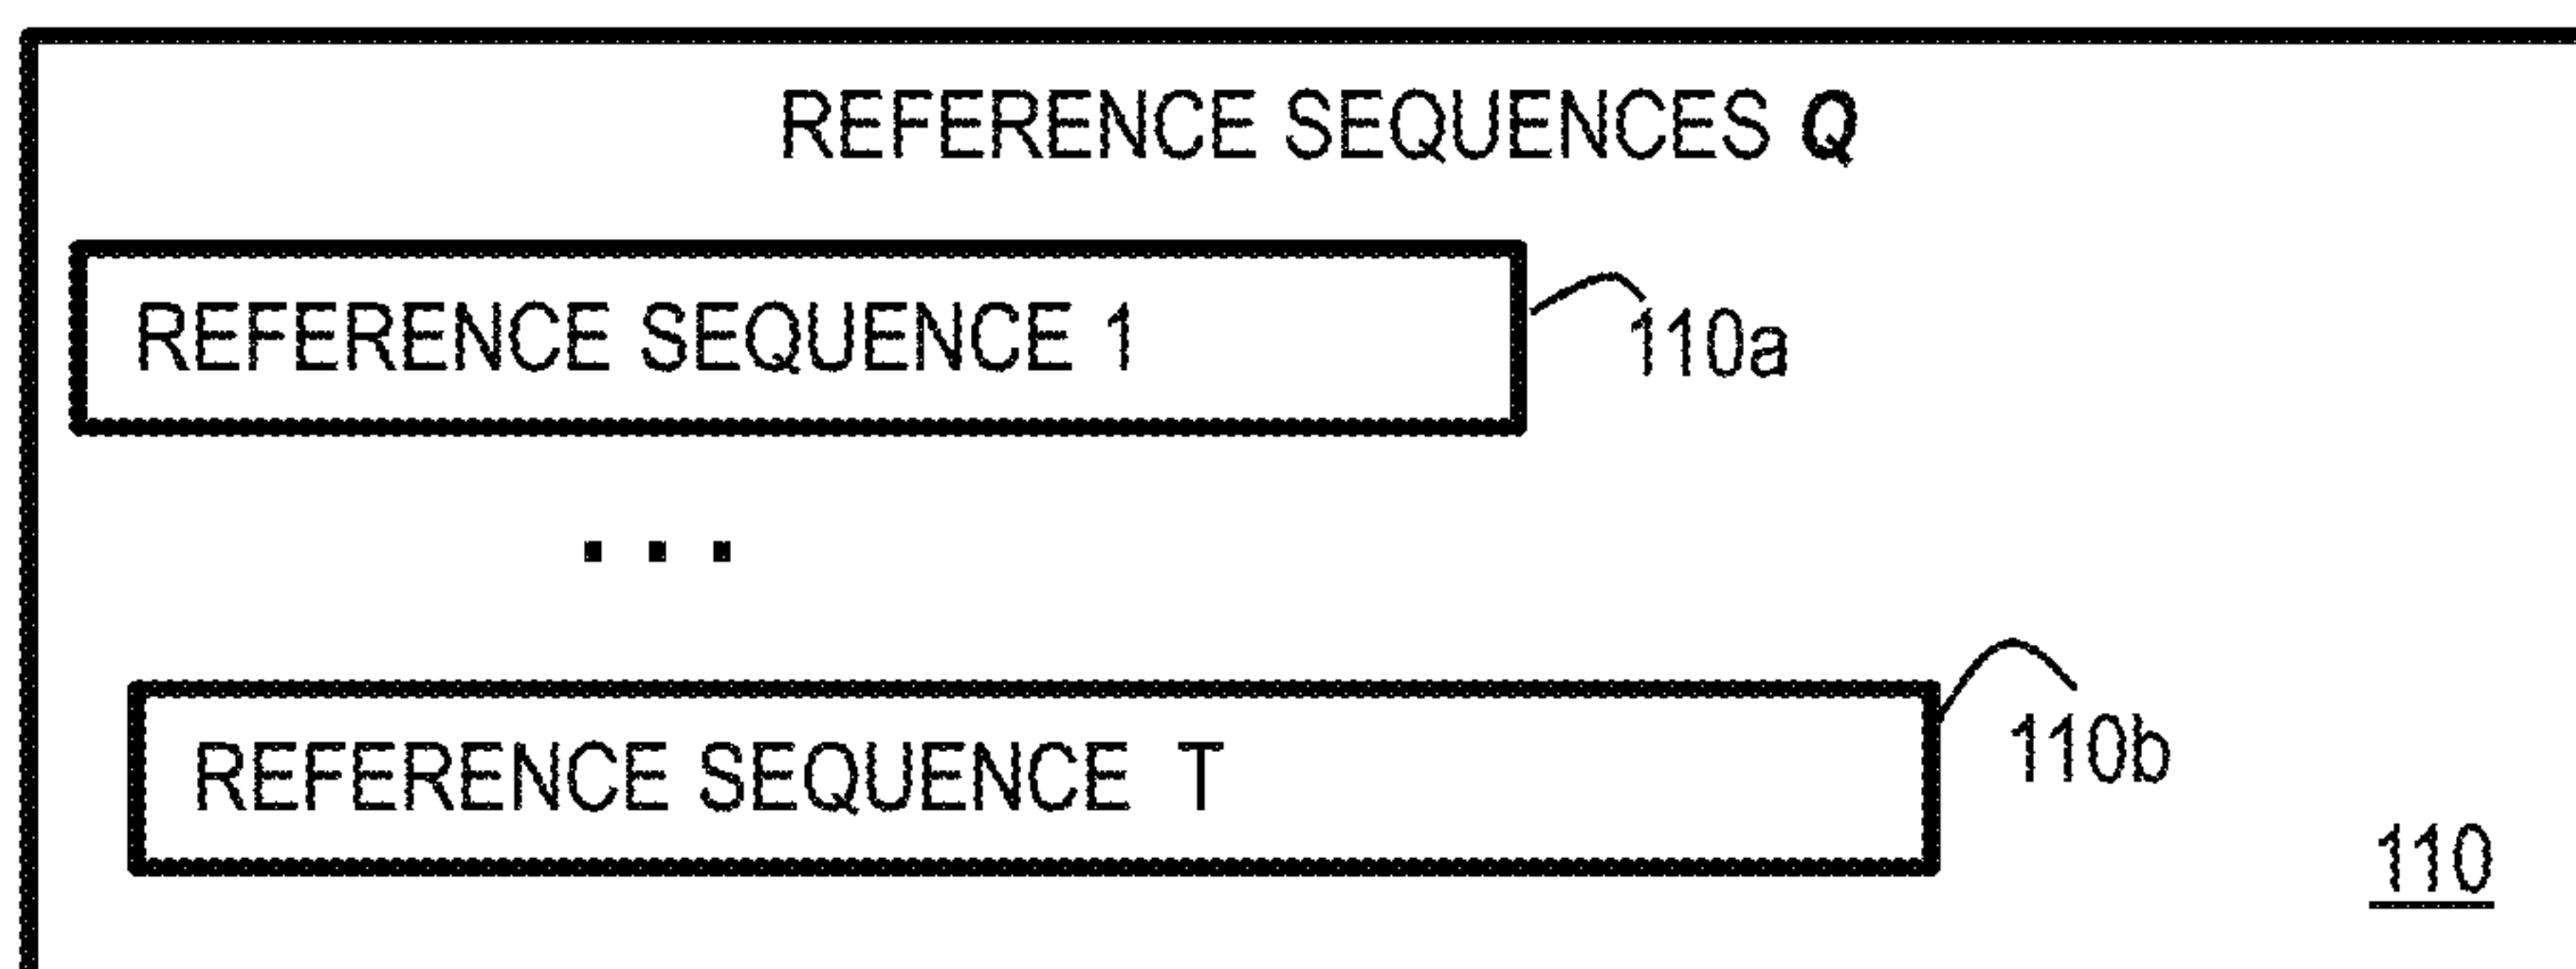 REFERENCE SEQUENCES Q
REFERENCE SEQUENCE 1
110a
. . .
REFERENCE SEQUENCE T
110b
110